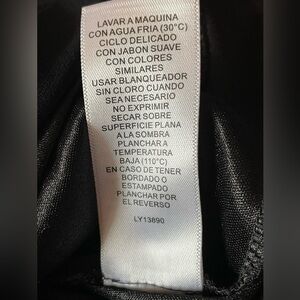 LAVAR A MAQUINA
CON AGUA FRIA (30°C)
CICLO DELICADO
CON JABON SUAVE
CON COLORES
SIMILARES
USAR BLANQUEADOR
SIN CLORO CUANDO
SEA NECESARIO
NO EXPRIMIR
SECAR SOBRE
SUPERFICIE PLANA
A LA SOMBRA
PLANCHAR A
TEMPERATURA
BAJA (110°C)
EN CASO DE TENER
BORDADO O
ESTAMPADO
PLANCHAR POR
EL REVERSO
LY13690